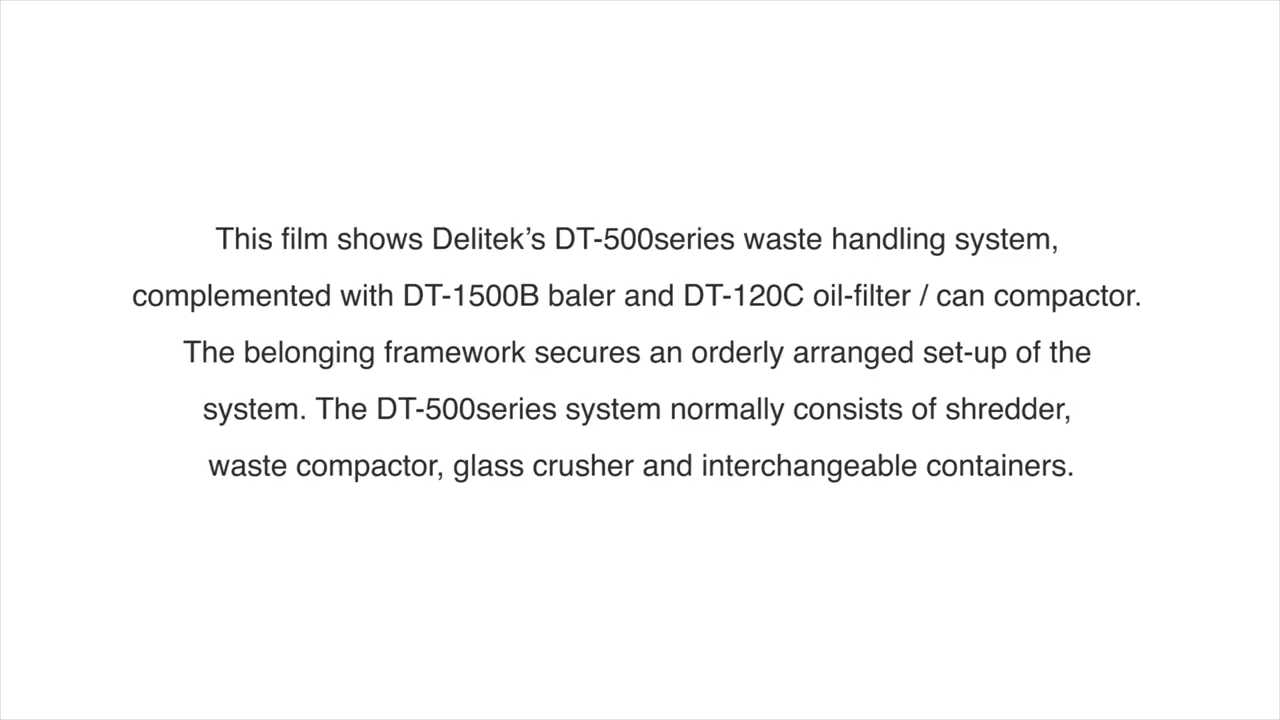 This film shows Delitek’s DT-500series waste handling system,
complemented with DT-1500B baler and DT-120C oil-filter / can compactor.
The belonging framework secures an orderly arranged set-up of the
system. The DT-500series system normally consists of shredder,
waste compactor, glass crusher and interchangeable containers.